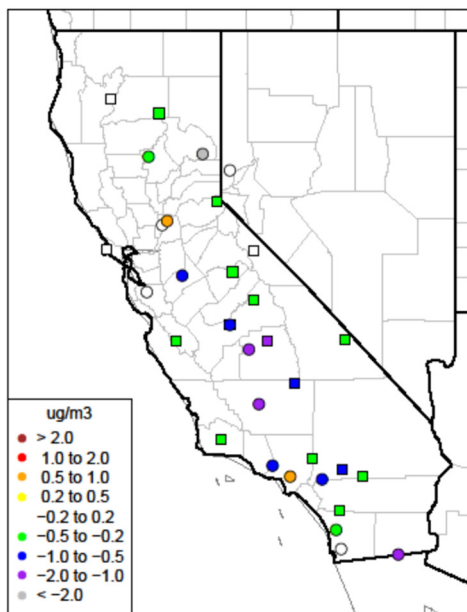 ug/m3
> 2.0
1.0 to 2.0
0.5 to 1.0
0.2 to 0.5
−0.2 to 0.2
−0.5 to −0.2
−1.0 to −0.5
−2.0 to −1.0
< −2.0